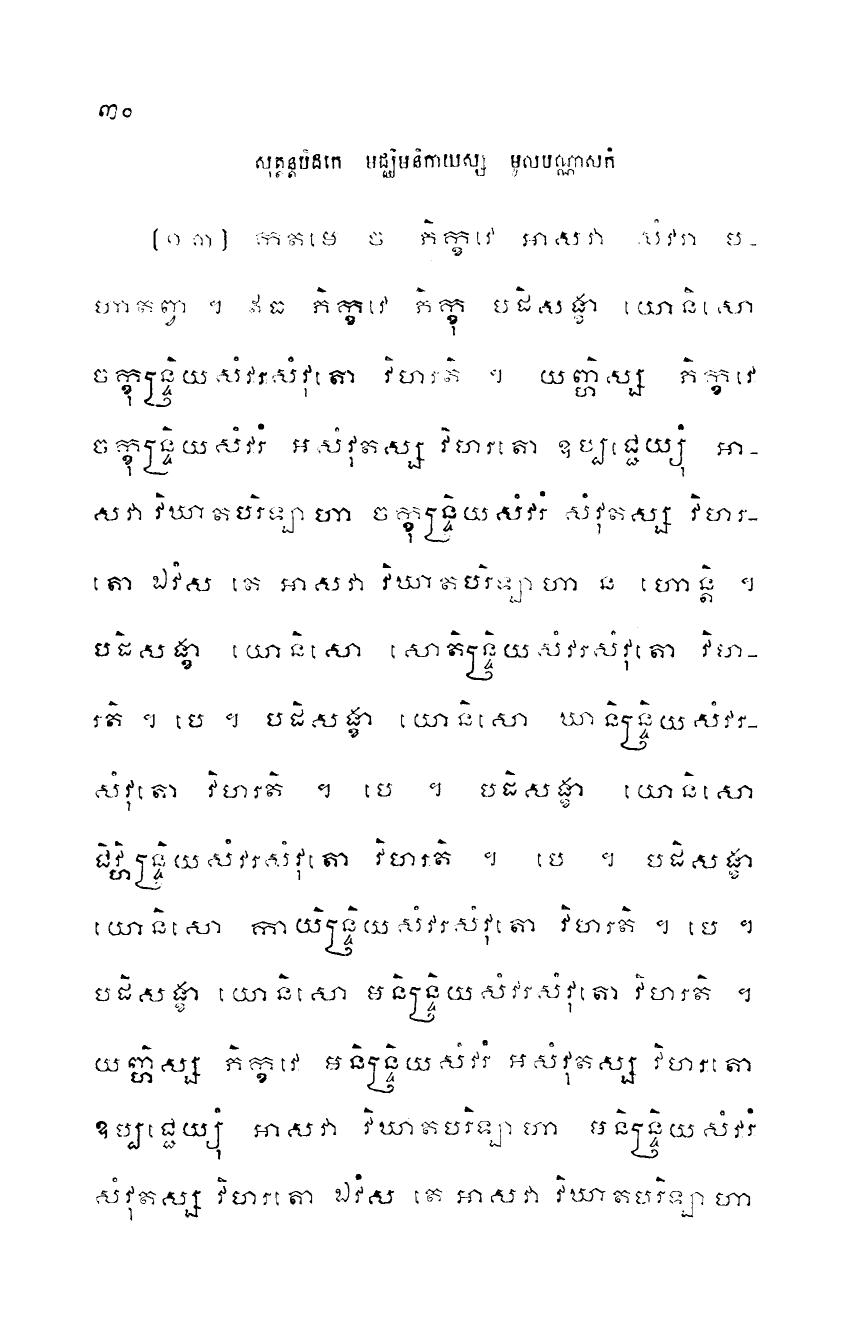 ៣០
សុត្តន្តបិដកេ មជ្ឈិមនិកាយស្ស មូលបណ្ណាសកំ
(១៣) កតមេ ច ភិក្ខវេ អាសវា សំវរា ប-
ហាតព្វា ។ ឥធ ភិក្ខវេ ភិក្ខុ បដិសង្ខា យោនិសោ
ចក្ខុន្ទ្រិយសំវរសំវុតោ វិហរតិ ។ យញ្ហិស្ស ភិក្ខវេ
ចក្ខុន្ទ្រិយសំវរំ អសំវុតស្ស វិហរតោ ឧប្បជ្ជេយ្យុំ អា-
សវា វិឃាតបរិឡាហា ចក្ខុន្ទ្រិយសំវរំ សំវុតស្ស វិហរ-
តោ ឯវំស តេ អាសវា វិឃាតបរិឡាហា ន ហោន្តិ ។
បដិសង្ខា យោនិសោ សោតិន្ទ្រិយសំវរសំវុតោ វិហ-
រតិ ។ បេ ។ បដិសង្ខា យោនិសោ ឃានិន្ទ្រិយសំវរ-
សំវុតោ វិហរតិ ។ បេ ។ បដិសង្ខា យោនិសោ
ជិវ្ហិន្ទ្រិយសំវរសំវុតោ វិហរតិ ។ បេ ។ បដិសង្ខា
យោនិសោ កាយិន្ទ្រិយសំវរសំវុតោ វិហរតិ ។ បេ ។
បដិសង្ខា យោនិសោ មនិន្ទ្រិយសំវរសំវុតោ វិហរតិ ។
យញ្ហិស្ស ភិក្ខវេ មនិន្ទ្រិយសំវរំ អសំវុតស្ស វិហរតោ
ឧប្បជ្ជេយ្យុំ អាសវា វិឃាតបរិឡាហា មនិន្ទ្រិយសំវរំ
សំវុតស្ស វិហរតោ ឯវំស តេ អាសវា វិឃាតបរិឡាហា